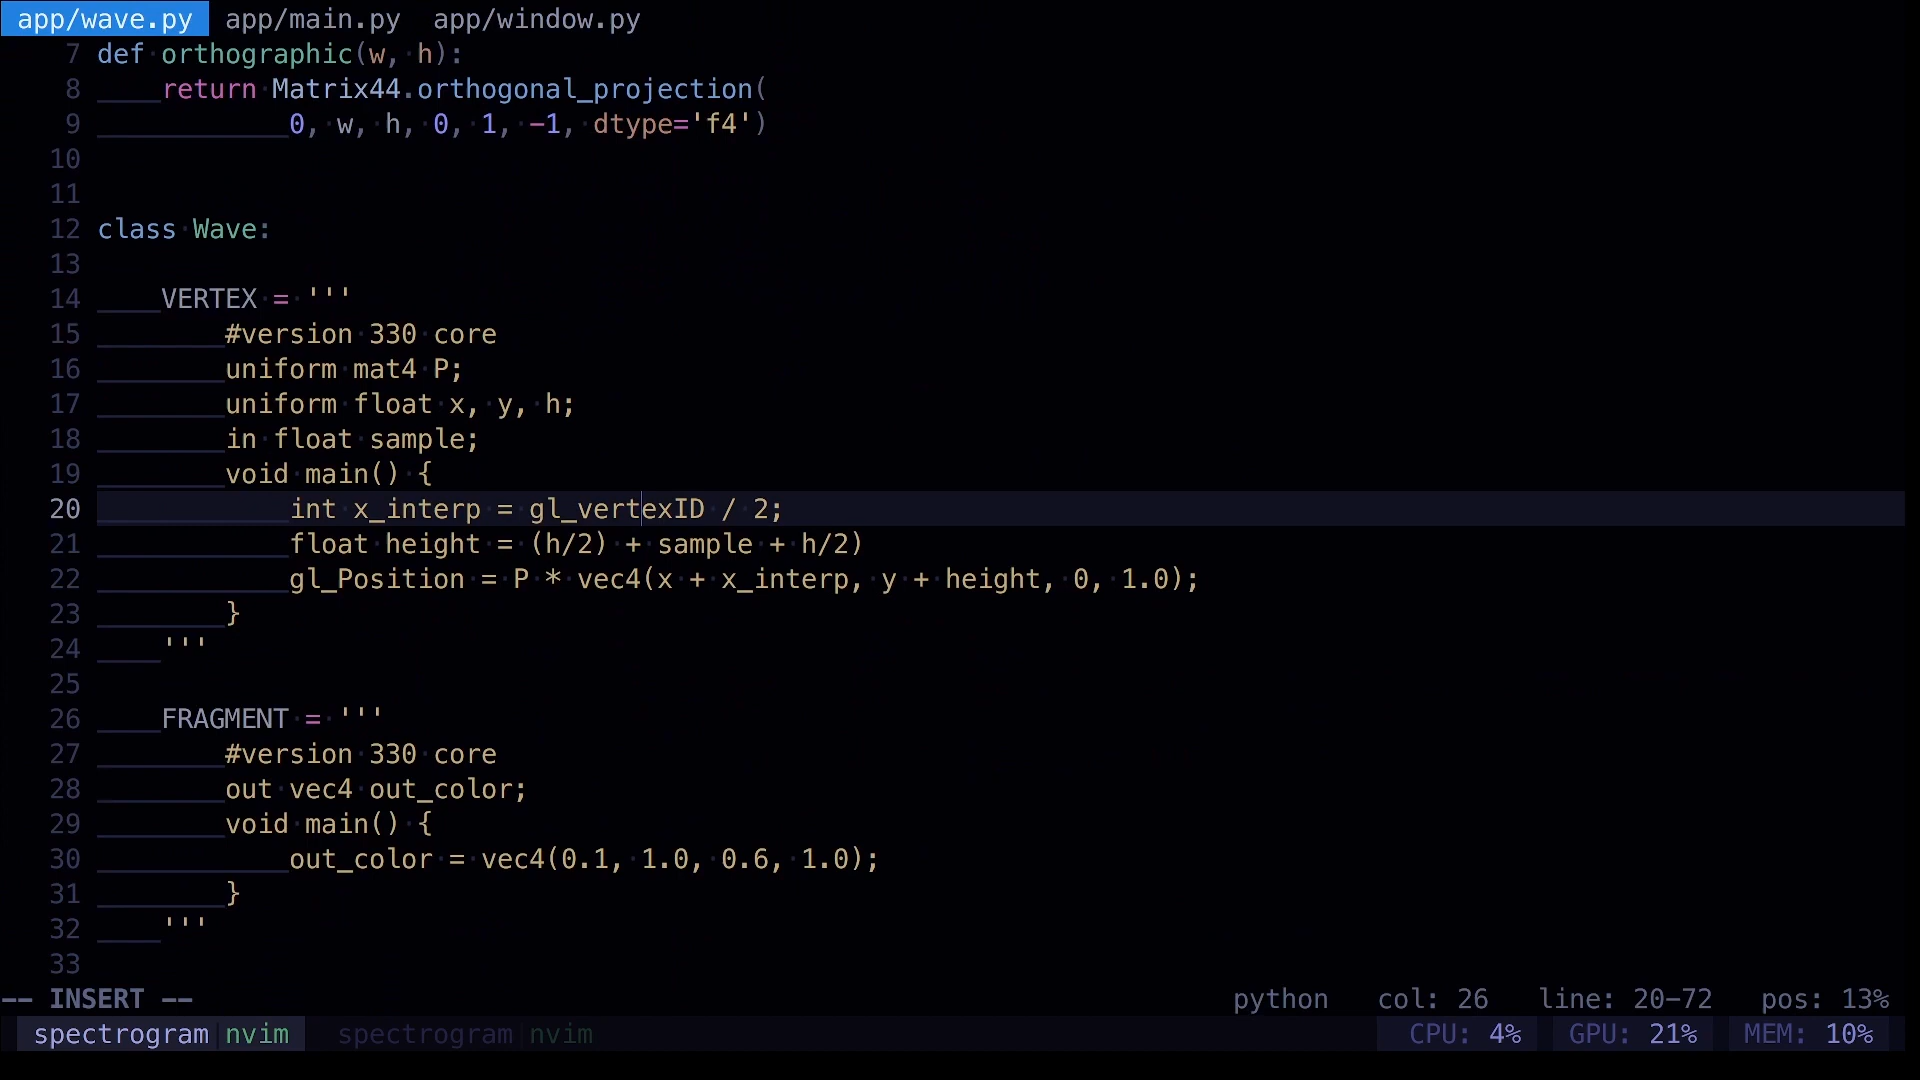 app/wave.py app/main.py app/window.py
7 def orthographic(w, h):
8 return Matrix44.orthogonal_projection(
9 0, w, h, 0, 1, -1, dtype='f4')
10
11
12 class Wave:
13
14 VERTEX = '''
15 #version 330 core
16 uniform mat4 P;
17 uniform float x, y, h;
18 in float sample;
19 void main() {
20 int x_interp = gl_vertexID / 2;
21 float height = (h/2) + sample + h/2)
22 gl_Position = P * vec4(x + x_interp, y + height, 0, 1.0);
23 }
24 '''
25
26 FRAGMENT = '''
27 #version 330 core
28 out vec4 out_color;
29 void main() {
30 out_color = vec4(0.1, 1.0, 0.6, 1.0);
31 }
32 '''
33
-- INSERT -- python col: 26 line: 20-72 pos: 13%
spectrogram nvim spectrogram nvim CPU: 4% GPU: 21% MEM: 10%